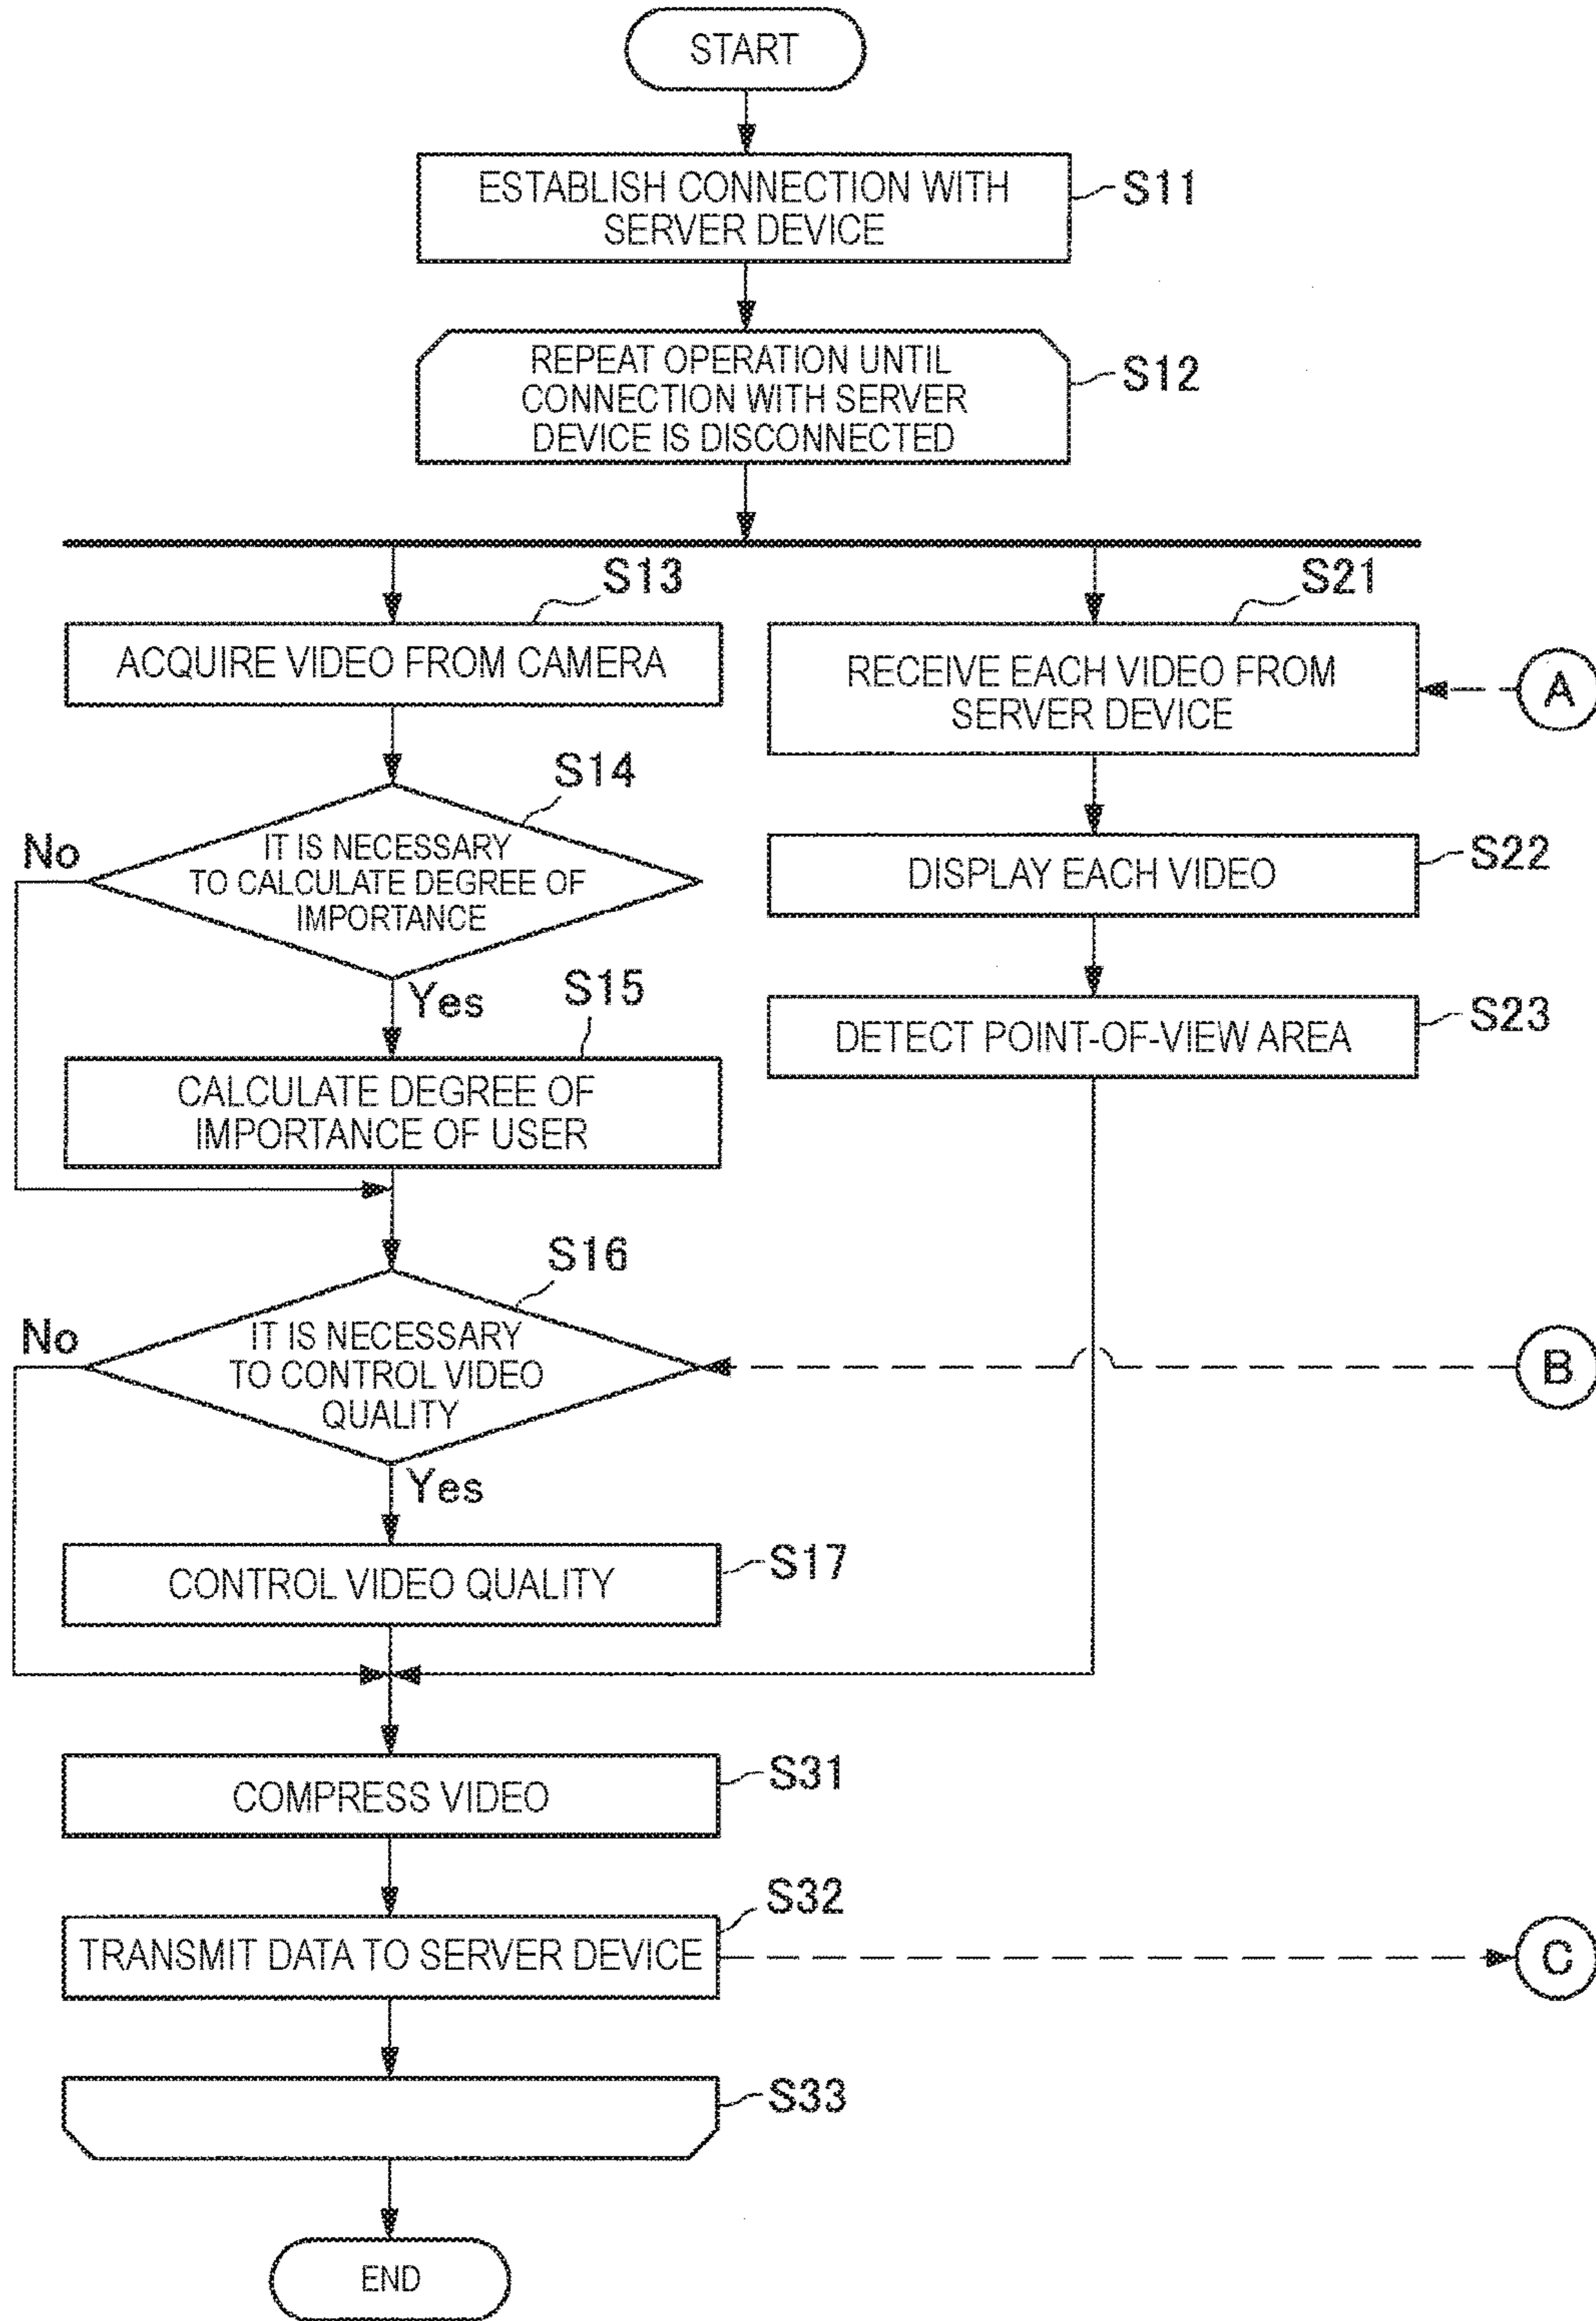 START
ESTABLISH CONNECTION WITH
SERVER DEVICE
S11
REPEAT OPERATION UNTIL
CONNECTION WITH SERVER
DEVICE IS DISCONNECTED
S12
S13
ACQUIRE VIDEO FROM CAMERA
S21
RECEIVE EACH VIDEO FROM
SERVER DEVICE
A
S14
No
IT IS NECESSARY
TO CALCULATE DEGREE OF
IMPORTANCE
Yes
DISPLAY EACH VIDEO
S22
S15
CALCULATE DEGREE OF
IMPORTANCE OF USER
DETECT POINT-OF-VIEW AREA
S23
S16
No
IT IS NECESSARY
TO CONTROL VIDEO
QUALITY
Yes
B
CONTROL VIDEO QUALITY
S17
COMPRESS VIDEO
S31
S32
TRANSMIT DATA TO SERVER DEVICE
C
S33
END